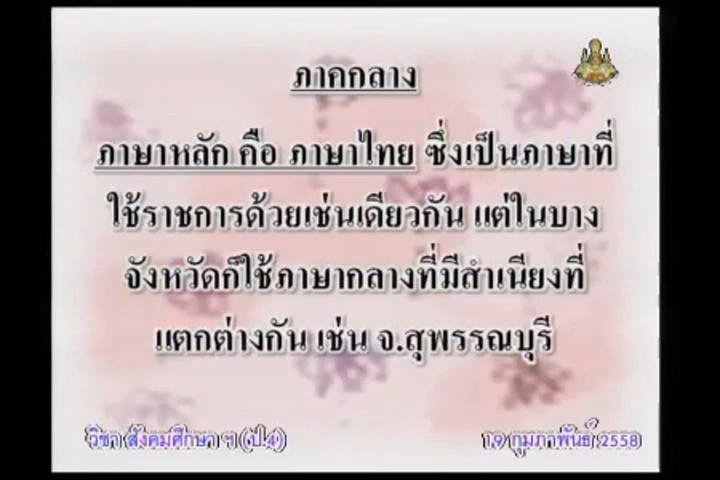 ภาคกลาง
ภาษาหลัก คือ ภาษาไทย ซึ่งเป็นภาษาที่
ใช้ราชการด้วยเช่นเดียวกัน แต่ในบาง
จังหวัดก็ใช้ภาษากลางที่มีสำเนียงที่
แตกต่างกัน เช่น จ.สุพรรณบุรี
วิชา สังคมศึกษา ฯ (ป.4)
19 กุมภาพันธ์ 2558